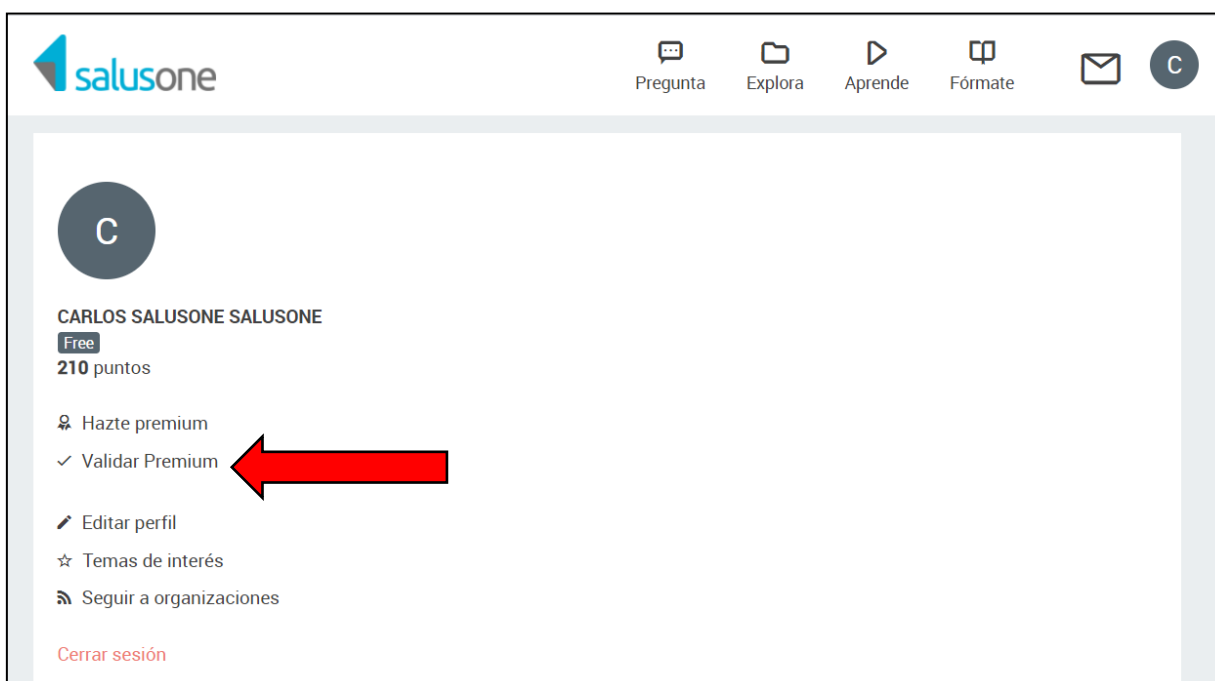 salusone
Pregunta Explora Aprende Fórmate C
C
CARLOS SALUSONE SALUSONE
Free
210 puntos
Hazte premium
Validar Premium
Editar perfil
Temas de interés
Seguir a organizaciones
Cerrar sesión